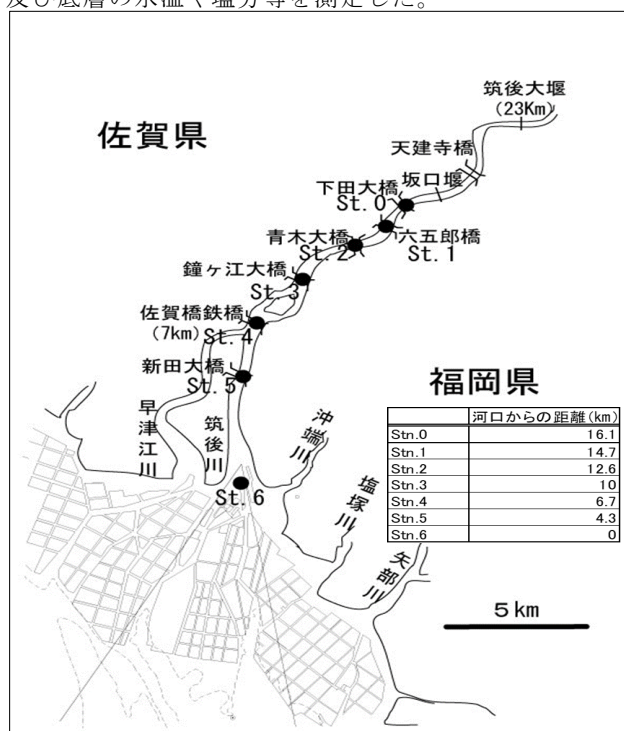 及び底層の水温や塩分等を測定した。
筑後大堰
(23Km)
佐賀県
天建寺橋
坂口堰
下田大橋
St.0
六五郎橋
St.1
青木大橋
St.2
鐘ヶ江大橋
St.3
佐賀橋鉄橋
(7km)
St.4
新田大橋
St.5
福岡県
早津江川
筑後川
沖端川
St.6
塩塚川
矢部川
河口からの距離(km)
Stn.0 16.1
Stn.1 14.7
Stn.2 12.6
Stn.3 10
Stn.4 6.7
Stn.5 4.3
Stn.6 0
5km